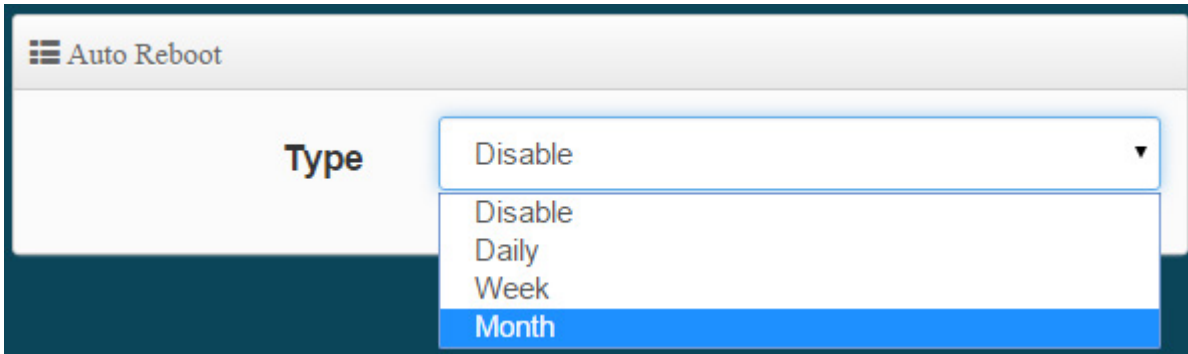 Auto Reboot
Type Disable
Disable
Daily
Week
Month